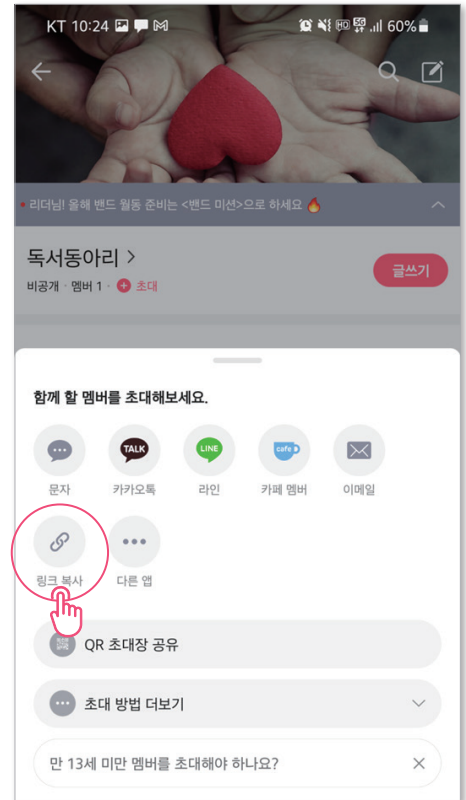 KT 10:24 60%
• 리더님! 올해 밴드 월동 준비는 <밴드 미션>으로 하세요 🔥
독서동아리 >
글쓰기
비공개 · 멤버 1 · + 초대
함께 할 멤버를 초대해보세요.
TALK LINE cafe
문자 카카오톡 라인 카페 멤버 이메일
링크 복사 다른 앱
QR 초대장 공유
초대 방법 더보기
만 13세 미만 멤버를 초대해야 하나요?